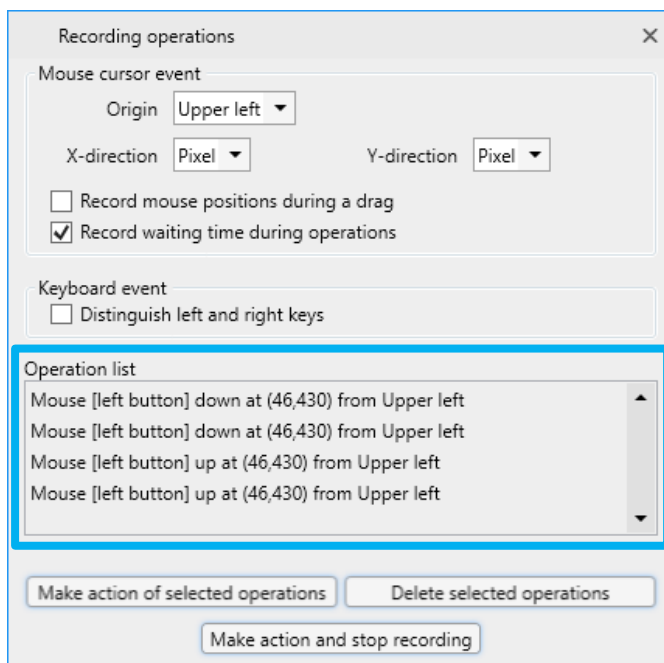 Recording operations
Mouse cursor event
Origin Upper left
X-direction Pixel Y-direction Pixel
Record mouse positions during a drag
Record waiting time during operations
Keyboard event
Distinguish left and right keys
Operation list
Mouse [left button] down at (46,430) from Upper left
Mouse [left button] down at (46,430) from Upper left
Mouse [left button] up at (46,430) from Upper left
Mouse [left button] up at (46,430) from Upper left
Make action of selected operations Delete selected operations
Make action and stop recording